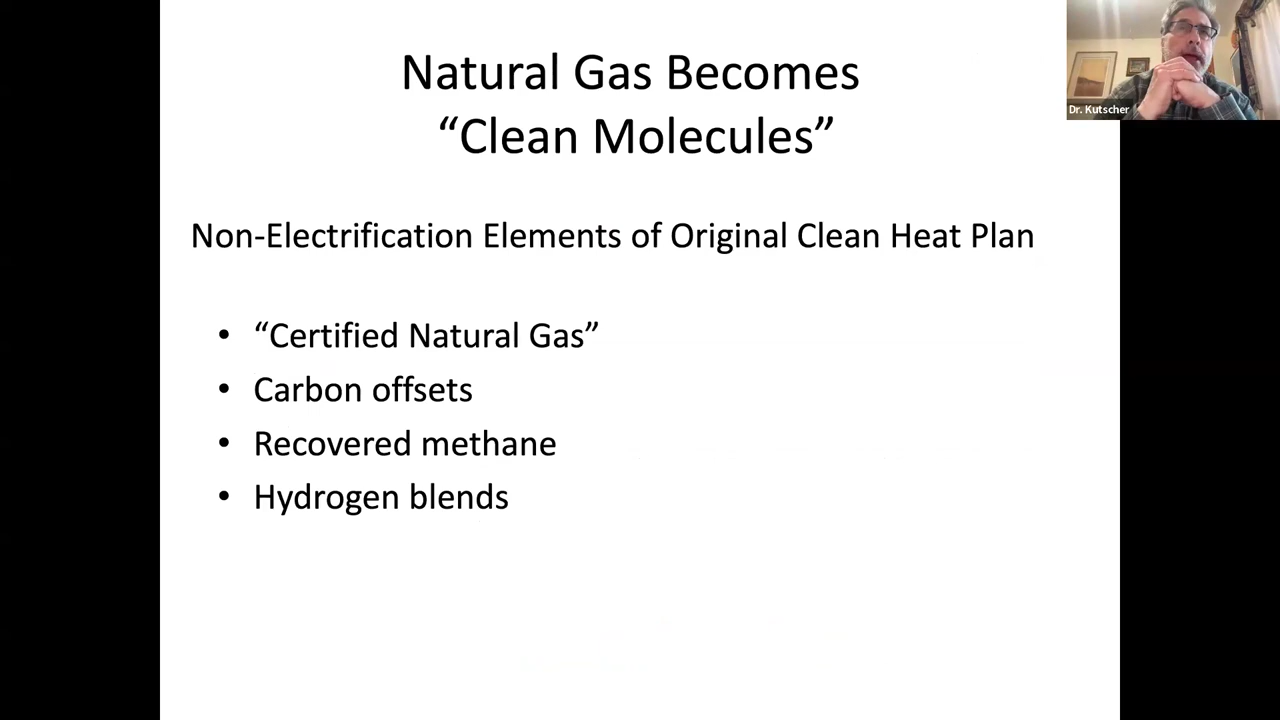 Natural Gas Becomes
“Clean Molecules”
Dr. Kutscher
Non-Electrification Elements of Original Clean Heat Plan
• “Certified Natural Gas”
• Carbon offsets
• Recovered methane
• Hydrogen blends